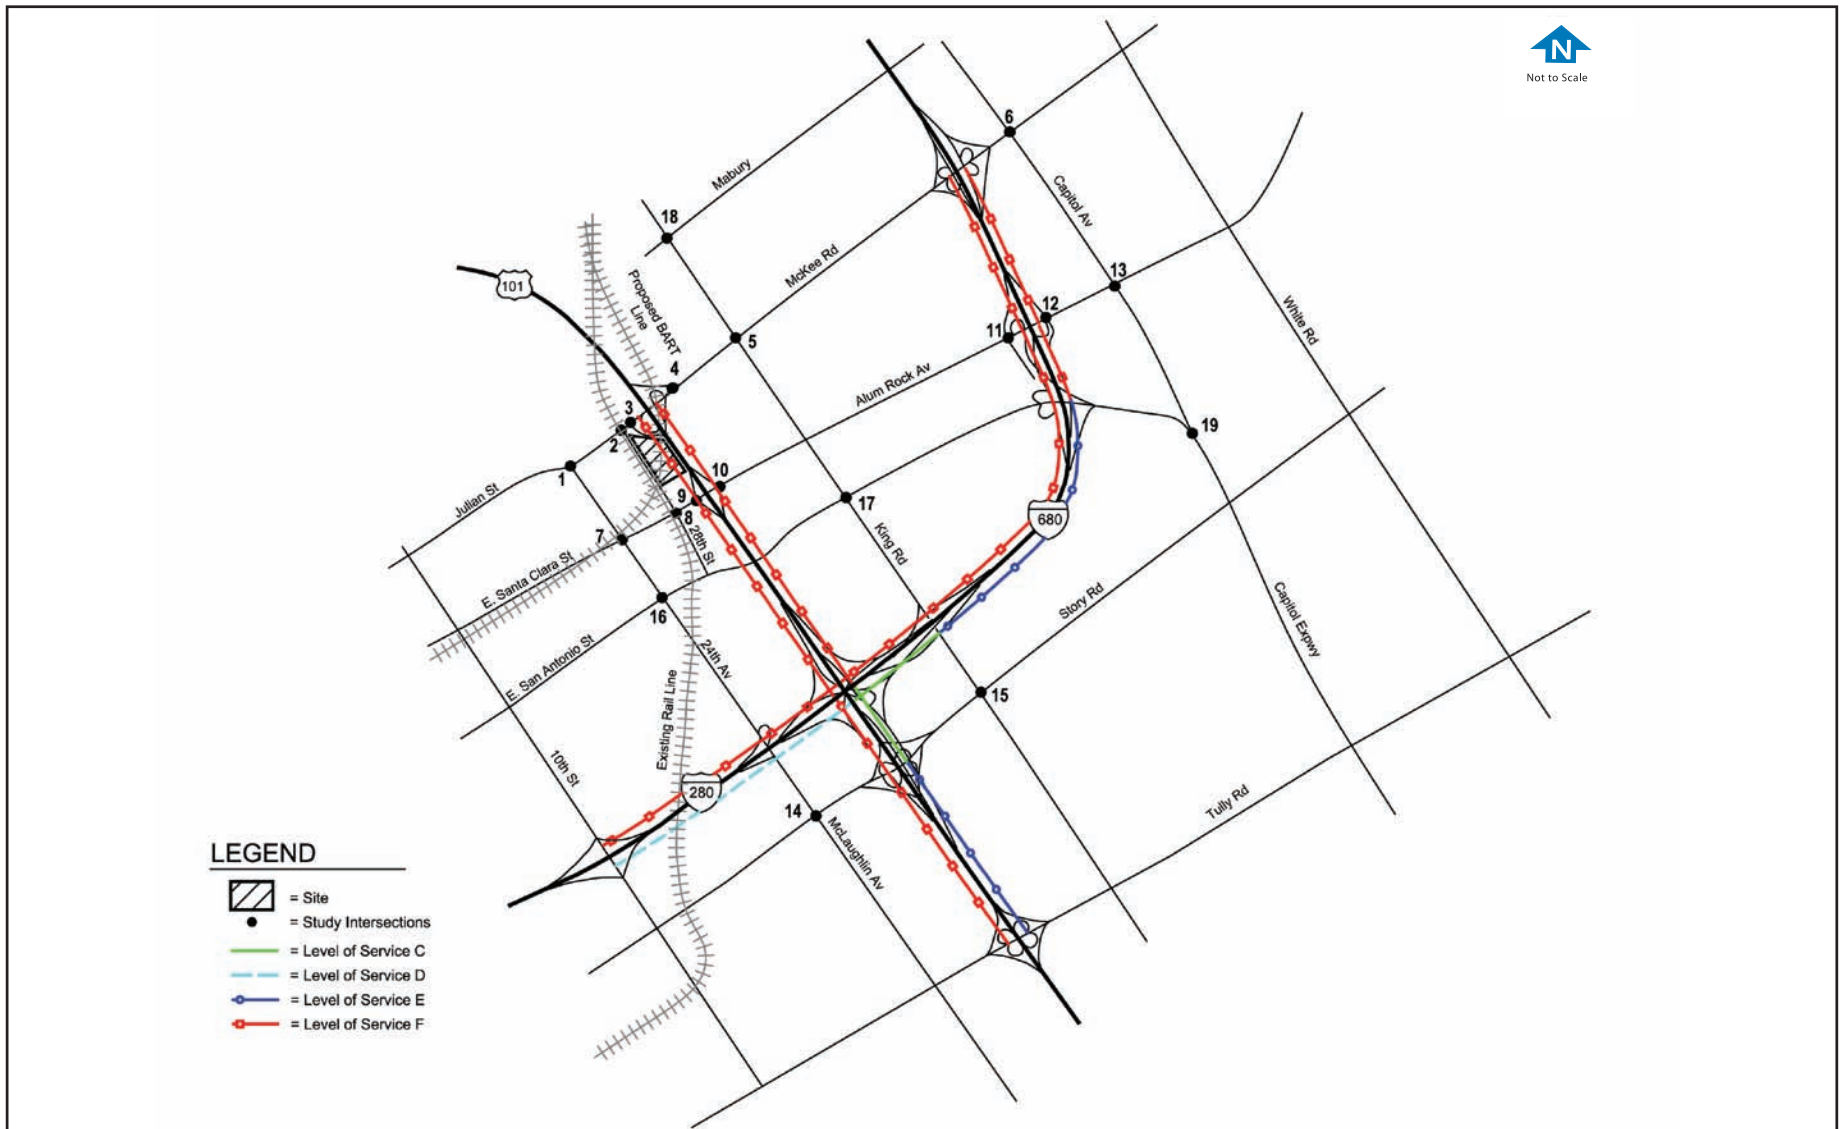 N
Not to Scale
6
Mabury
Capitol Av
18
McKee Rd
13
101
Proposed BART
Line
12
White Rd
11
5
4
Alum Rock Av
3
2
19
10
1
9
17
Julian St
8
680
28th St
King Rd
7
E. Santa Clara St
Story Rd
Capitol Expwy
16
E. San Antonio St
24th Av
15
Existing Rail Line
10th St
280
Tully Rd
14
McLaughlin Av
LEGEND
= Site
= Study Intersections
= Level of Service C
= Level of Service D
= Level of Service E
= Level of Service F